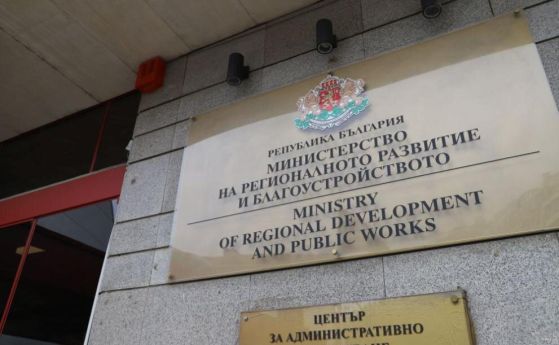 РЕПУБЛИКА БЪЛГАРИЯ
МИНИСТЕРСТВО
НА РЕГИОНАЛНОТО РАЗВИТИЕ
И БЛАГОУСТРОЙСТВОТО
MINISTRY
OF REGIONAL DEVELOPMENT
AND PUBLIC WORKS
ЦЕНТЪР
ЗА АДМИНИСТРАТИВНО